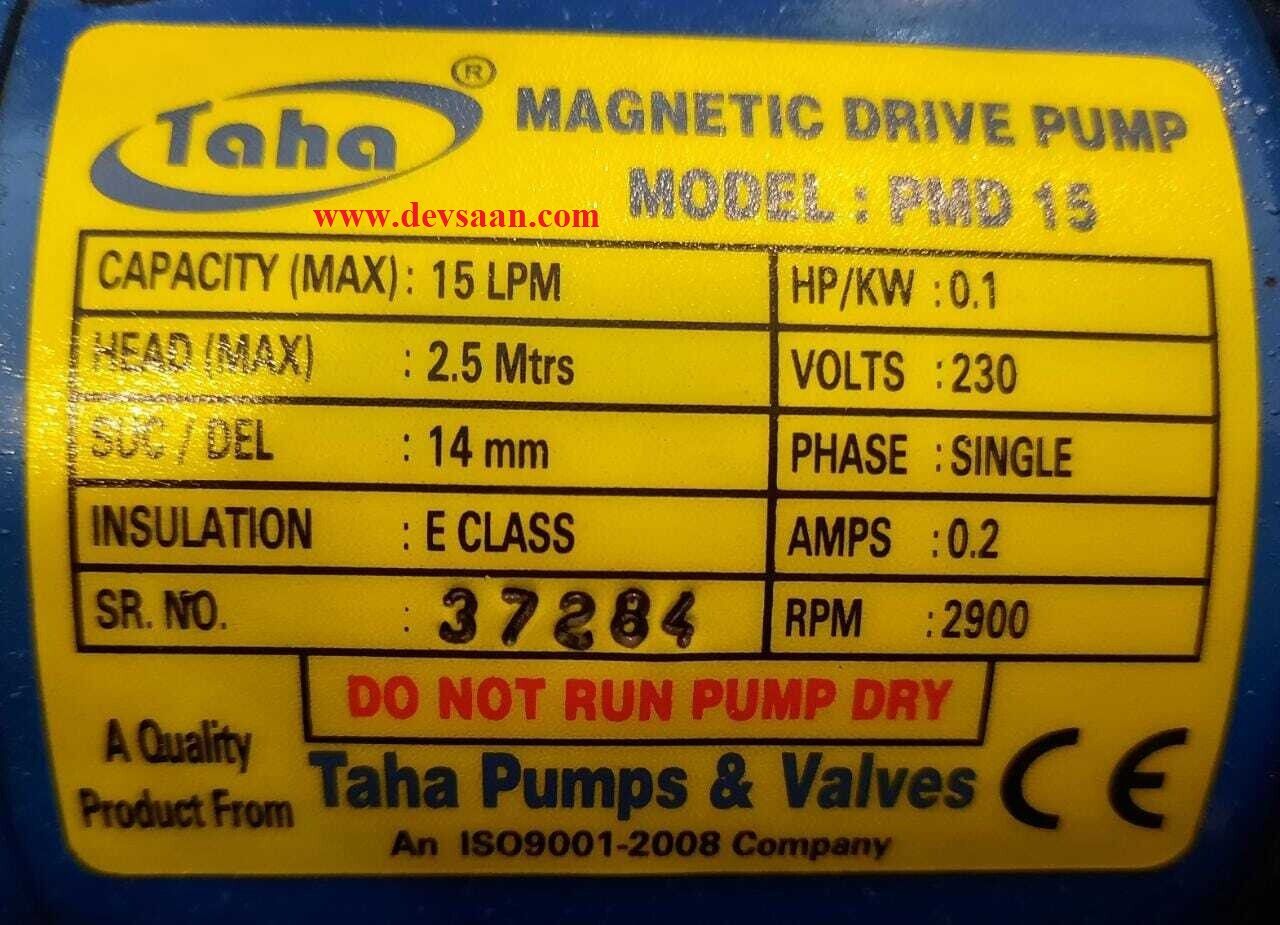 Taha ®
MAGNETIC DRIVE PUMP
MODEL : PMD 15
www.devsaan.com
CAPACITY (MAX) : 15 LPM
HP/KW : 0.1
HEAD (MAX) : 2.5 Mtrs
VOLTS : 230
SUC / DEL : 14 mm
PHASE : SINGLE
INSULATION : E CLASS
AMPS : 0.2
SR. NO. : 37284
RPM : 2900
DO NOT RUN PUMP DRY
A Quality
Product From
Taha Pumps & Valves
An ISO9001-2008 Company
CE